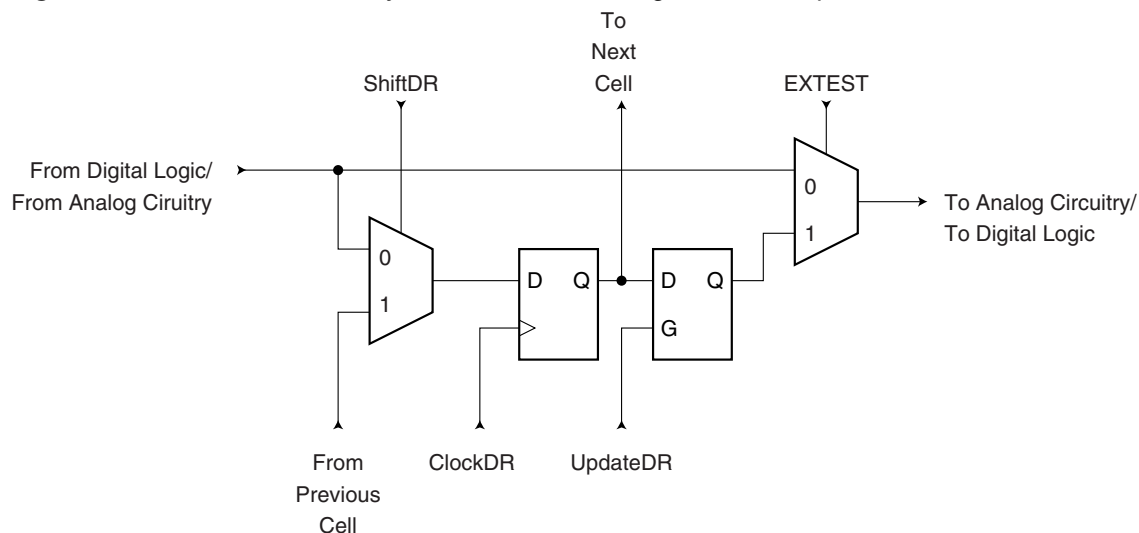 To
Next
Cell
ShiftDR
EXTEST
From Digital Logic/
From Analog Ciruitry
0
To Analog Circuitry/
To Digital Logic
1
0
D Q
D Q
1
G
From
Previous
Cell
ClockDR
UpdateDR